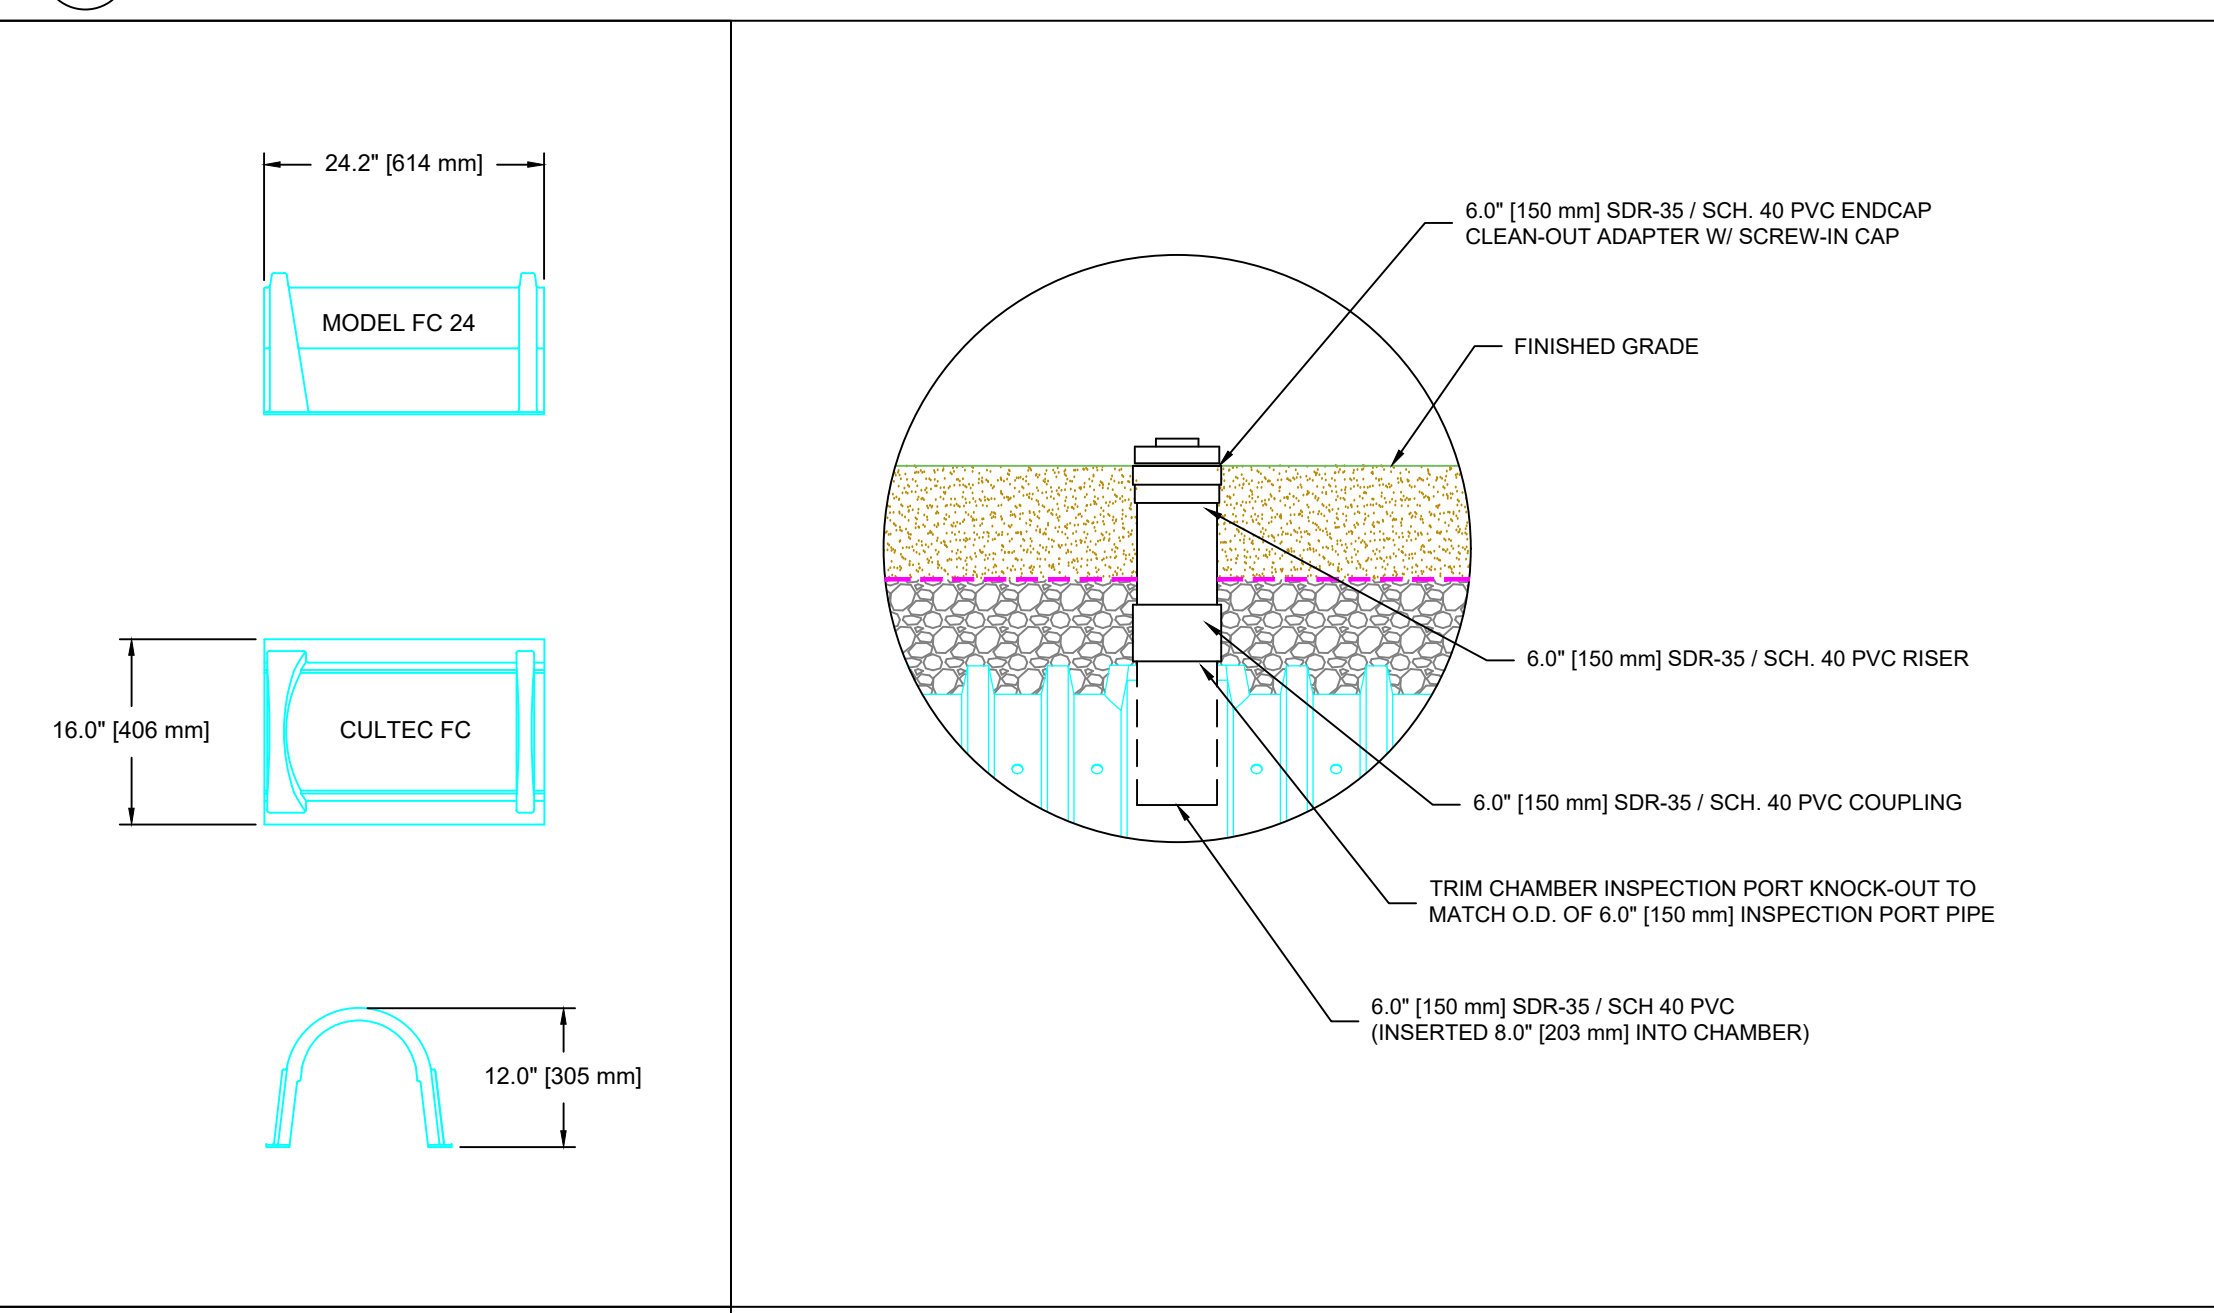 24.2" [614 mm]
MODEL FC 24
16.0" [406 mm]
CULTEC FC
12.0" [305 mm]
6.0" [150 mm] SDR-35 / SCH. 40 PVC ENDCAP
CLEAN-OUT ADAPTER W/ SCREW-IN CAP
FINISHED GRADE
6.0" [150 mm] SDR-35 / SCH. 40 PVC RISER
6.0" [150 mm] SDR-35 / SCH. 40 PVC COUPLING
TRIM CHAMBER INSPECTION PORT KNOCK-OUT TO
MATCH O.D. OF 6.0" [150 mm] INSPECTION PORT PIPE
6.0" [150 mm] SDR-35 / SCH 40 PVC
(INSERTED 8.0" [203 mm] INTO CHAMBER)